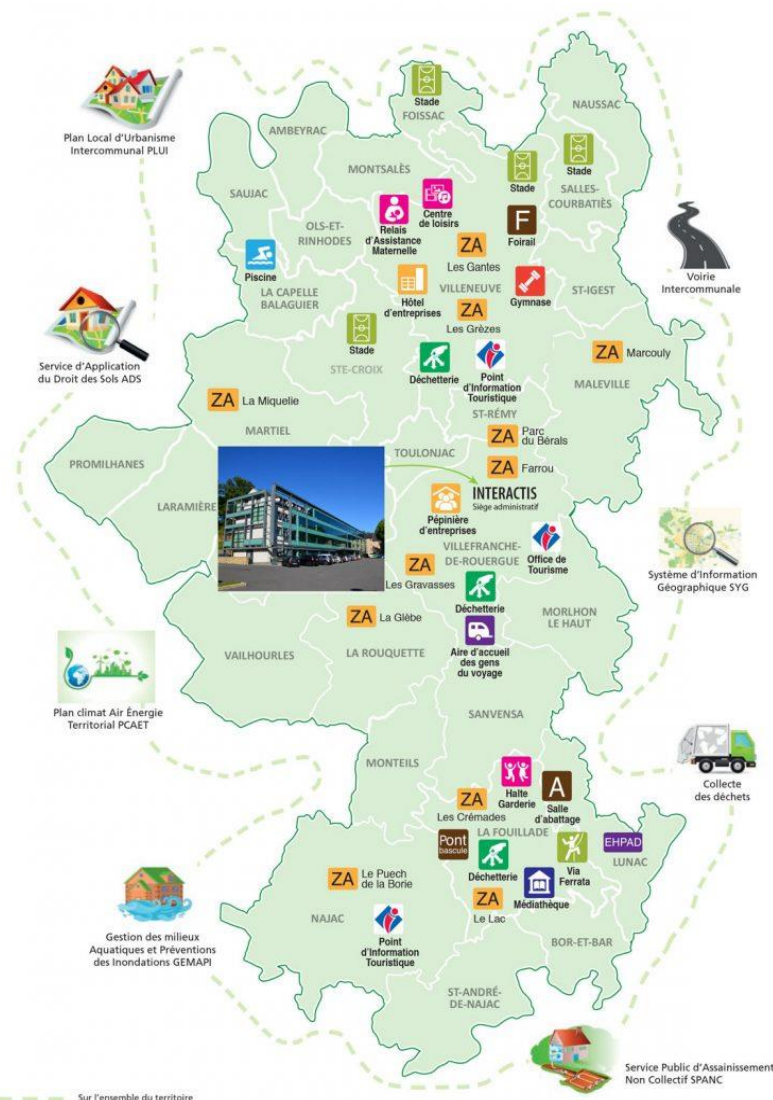 Stade
FOISSAC
NAUSSAC
Plan Local d'Urbanisme
Intercommunal PLUI
AMBEYRAC
MONTSALÈS
Stade
Stade
SALLES-
COURBATIÈS
SAUJAC
OLS-ET-
RINHODES
Relais
d'Assistance
Maternelle
Centre
de loisirs
F
Foirail
Piscine
ZA
Les Gantes
Voirie
Intercommunale
LA CAPELLE
BALAGUIER
Hôtel
d'entreprises
VILLENEUVE
Gymnase
ST-IGEST
ZA
Les Grèzes
Service d'Application
du Droit des Sols ADS
Stade
STE-CROIX
Déchetterie
Point
d'Information
Touristique
ZA Marcouly
MALEVILLE
ZA La Miquelie
MARTIEL
ST-RÉMY
ZA Parc
du Bérals
TOULONJAC
ZA Farrou
PROMILHANES
LARAMIÈRE
INTERACTIS
Siège administratif
Pépinière
d'entreprises
VILLEFRANCHE-
DE-ROUERGUE
Office de
Tourisme
ZA
Les Gravasses
Système d'Information
Géographique SYG
Déchetterie
ZA La Glèbe
MORLHON
LE HAUT
VAILHOURLES
LA ROUQUETTE
Aire d'accueil
des gens
du voyage
Plan climat Air Énergie
Territorial PCAET
SANVENSA
MONTEILS
Halte
Garderie
A
Salle
d'abattage
Collecte
des déchets
ZA
Les Crémades
LA FOUILLADE
Pont
bascule
Déchetterie
Via
Ferrata
EHPAD
LUNAC
ZA Le Puech
de la Borie
Médiathèque
ZA
Le Lac
NAJAC
Point
d'Information
Touristique
BOR-ET-BAR
Gestion des milieux
Aquatiques et Préventions
des Inondations GEMAPI
ST-ANDRÉ-
DE-NAJAC
Service Public d'Assainissement
Non Collectif SPANC
Sur l'ensemble du territoire